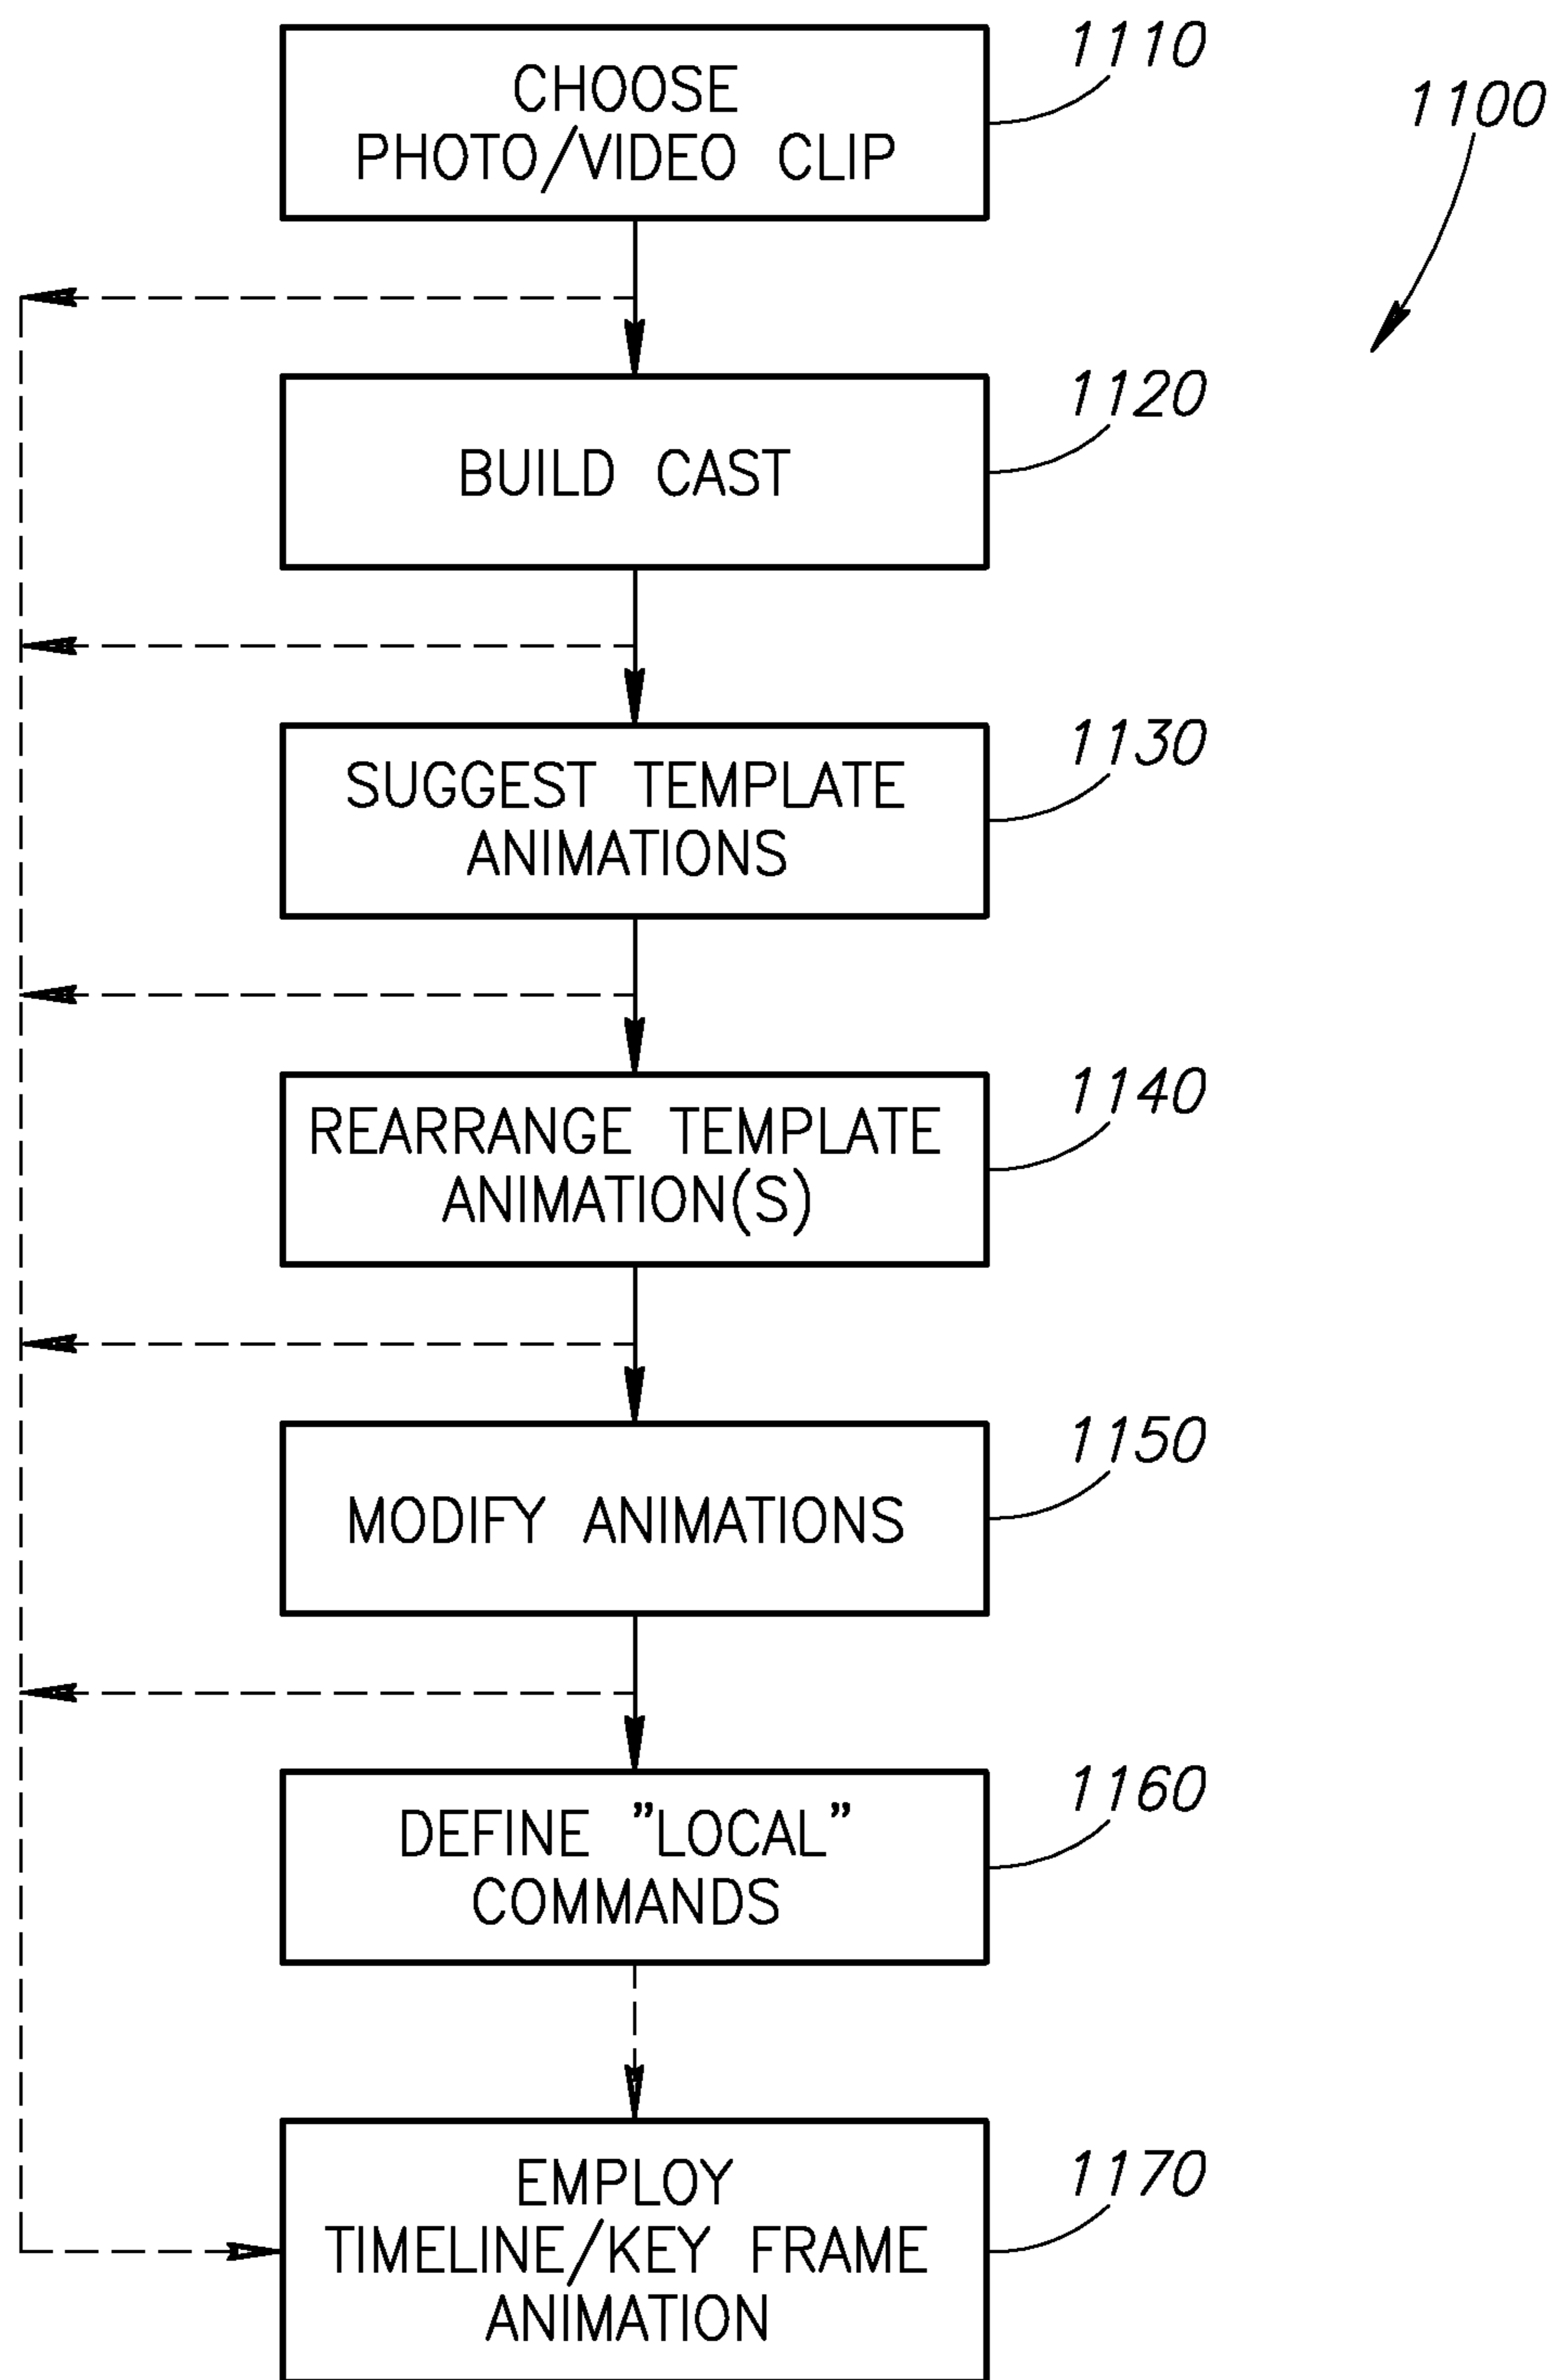 CHOOSE
PHOTO/VIDEO CLIP
1110
1100
BUILD CAST
1120
SUGGEST TEMPLATE
ANIMATIONS
1130
REARRANGE TEMPLATE
ANIMATION(S)
1140
MODIFY ANIMATIONS
1150
DEFINE ”LOCAL”
COMMANDS
1160
EMPLOY
TIMELINE/KEY FRAME
ANIMATION
1170